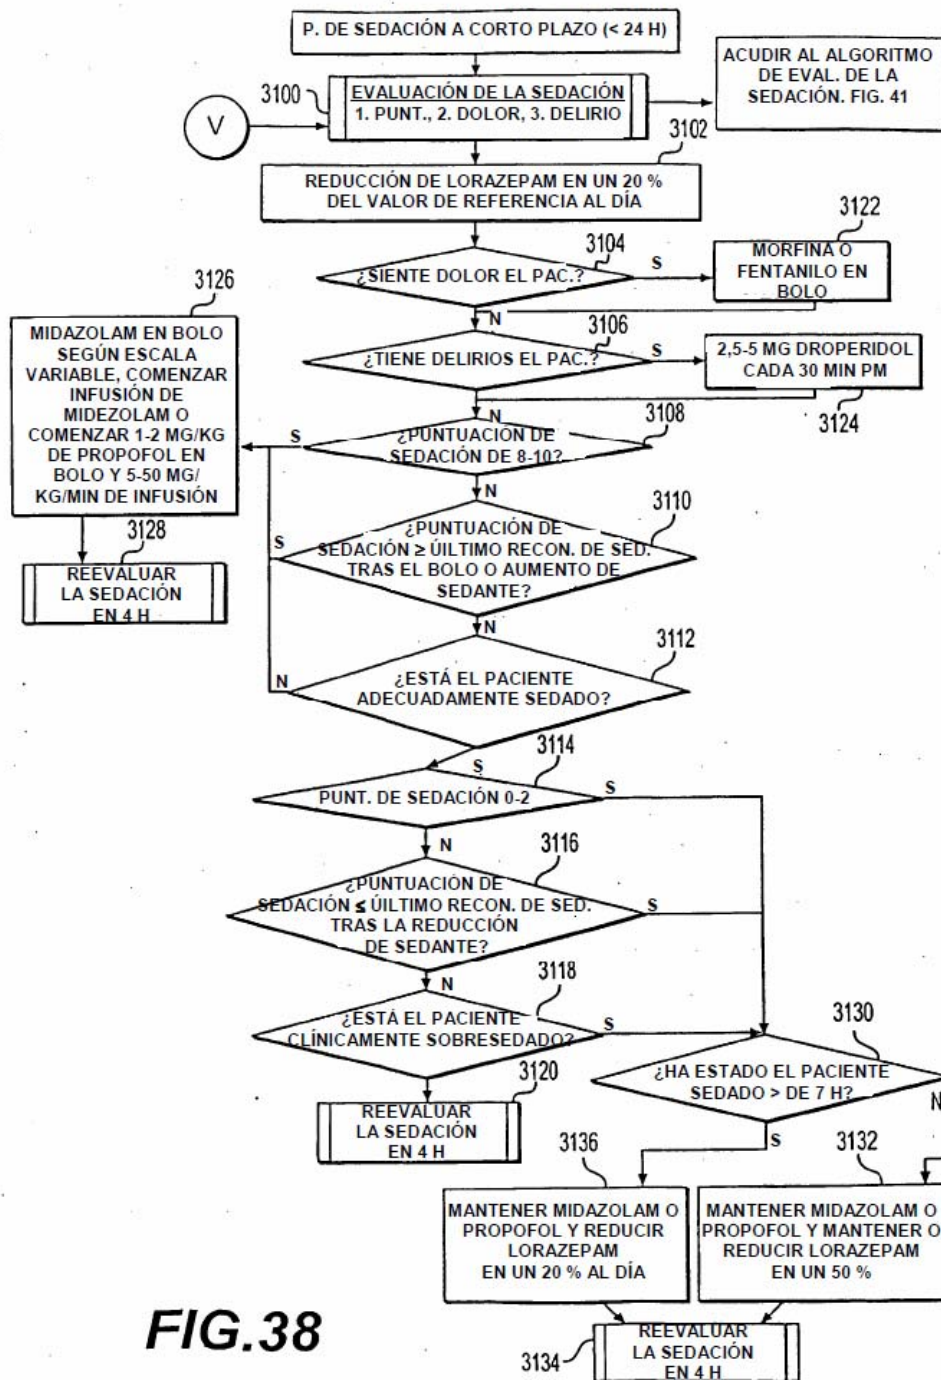 P. DE SEDACIÓN A CORTO PLAZO (< 24 H)
ACUDIR AL ALGORITMO
DE EVAL. DE LA
SEDACIÓN. FIG. 41
3100
V
EVALUACIÓN DE LA SEDACIÓN
1. PUNT., 2. DOLOR, 3. DELIRIO
3102
REDUCCIÓN DE LORAZEPAM EN UN 20 %
DEL VALOR DE REFERENCIA AL DÍA
3104
¿SIENTE DOLOR EL PAC.?
S
3122
MORFINA O
FENTANILO EN
BOLO
N
3106
¿TIENE DELIRIOS EL PAC.?
S
2,5-5 MG DROPERIDOL
CADA 30 MIN PM
3124
N
3108
¿PUNTUACIÓN DE
SEDACIÓN DE 8-10?
S
3126
MIDAZOLAM EN BOLO
SEGÚN ESCALA
VARIABLE, COMENZAR
INFUSIÓN DE
MIDEZOLAM O
COMENZAR 1-2 MG/KG
DE PROPOFOL EN
BOLO Y 5-50 MG/
KG/MIN DE INFUSIÓN
3128
REEVALUAR
LA SEDACIÓN
EN 4 H
N
3110
¿PUNTUACIÓN DE
SEDACIÓN ≥ ÚILTIMO RECON. DE SED.
TRAS EL BOLO O AUMENTO DE
SEDANTE?
S
N
3112
¿ESTÁ EL PACIENTE
ADECUADAMENTE SEDADO?
N
S
3114
PUNT. DE SEDACIÓN 0-2
S
N
3116
¿PUNTUACIÓN DE
SEDACIÓN ≤ ÚILTIMO RECON. DE SED.
TRAS LA REDUCCIÓN
DE SEDANTE?
S
N
3118
¿ESTÁ EL PACIENTE
CLÍNICAMENTE SOBRESEDADO?
S
3120
REEVALUAR
LA SEDACIÓN
EN 4 H
3130
¿HA ESTADO EL PACIENTE
SEDADO > DE 7 H?
N
S
3136
MANTENER MIDAZOLAM O
PROPOFOL Y REDUCIR
LORAZEPAM
EN UN 20 % AL DÍA
3132
MANTENER MIDAZOLAM O
PROPOFOL Y MANTENER O
REDUCIR LORAZEPAM
EN UN 50 %
3134
REEVALUAR
LA SEDACIÓN
EN 4 H
FIG.38